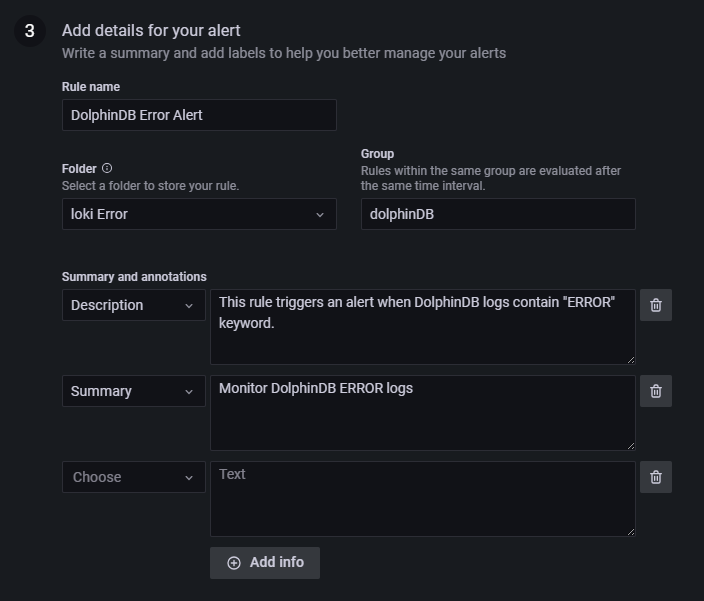 3
Add details for your alert
Write a summary and add labels to help you better manage your alerts
Rule name
DolphinDB Error Alert
Folder
Select a folder to store your rule.
loki Error
Group
Rules within the same group are evaluated after
the same time interval.
dolphinDB
Summary and annotations
Description
This rule triggers an alert when DolphinDB logs contain "ERROR"
keyword.
Summary
Monitor DolphinDB ERROR logs
Choose
Text
Add info